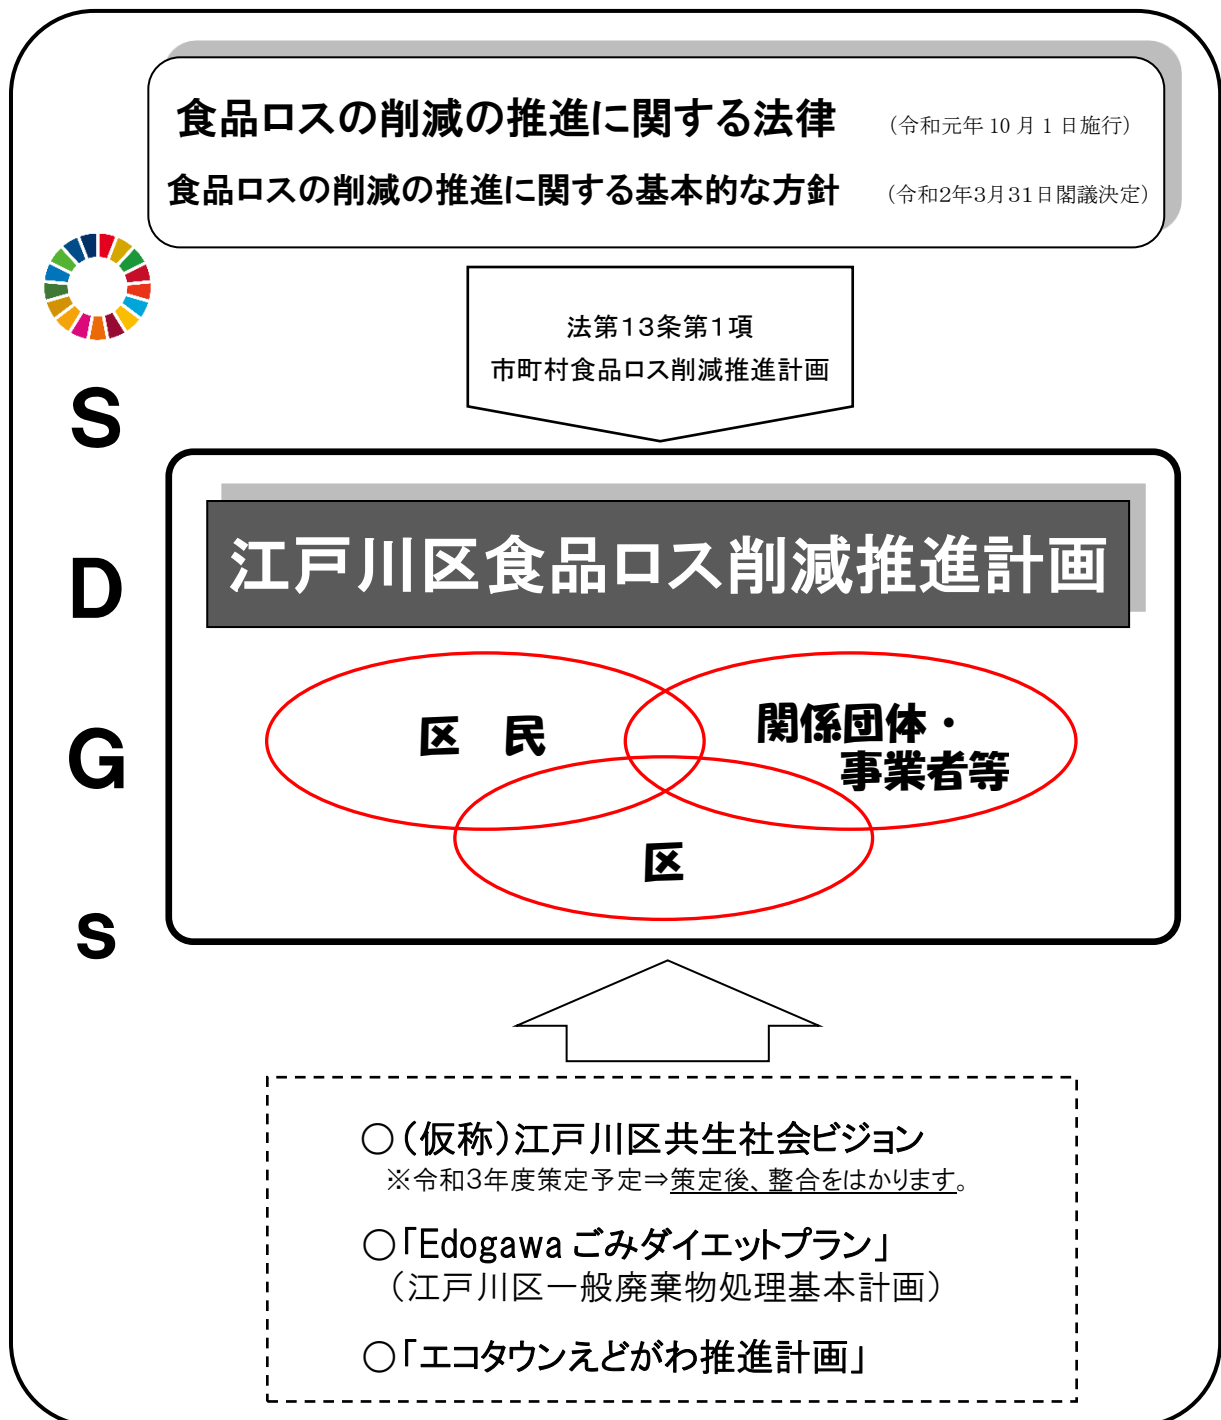 食品ロスの削減の推進に関する法律 (令和元年 10 月 1 日施行)
食品ロスの削減の推進に関する基本的な方針 (令和2年3月31日閣議決定)
法第13条第1項
市町村食品ロス削減推進計画
S
D
G
s
江戸川区食品ロス削減推進計画
区　民
関係団体・
事業者等
区
○(仮称)江戸川区共生社会ビジョン
※令和3年度策定予定⇒策定後、整合をはかります。
○「Edogawa ごみダイエットプラン」
(江戸川区一般廃棄物処理基本計画)
○「エコタウンえどがわ推進計画」